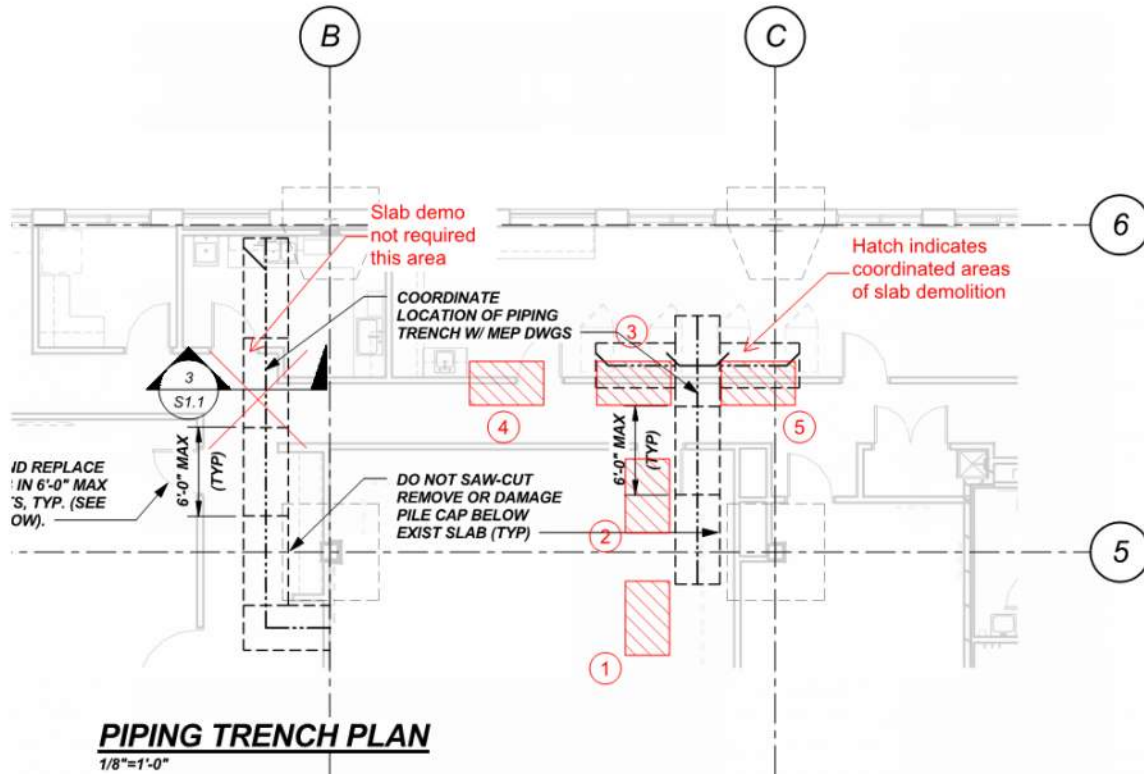 B
C
6
Slab demo
not required
this area
Hatch indicates
coordinated areas
of slab demolition
COORDINATE
LOCATION OF PIPING
TRENCH W/ MEP DWGS
3
3
S1.1
4
5
6'-0" MAX
(TYP)
6'-0" MAX
(TYP)
ND REPLACE
IN 6'-0" MAX
TS, TYP. (SEE
OW).
DO NOT SAW-CUT
REMOVE OR DAMAGE
PILE CAP BELOW
EXIST SLAB (TYP)
2
5
1
PIPING TRENCH PLAN
1/8"=1'-0"